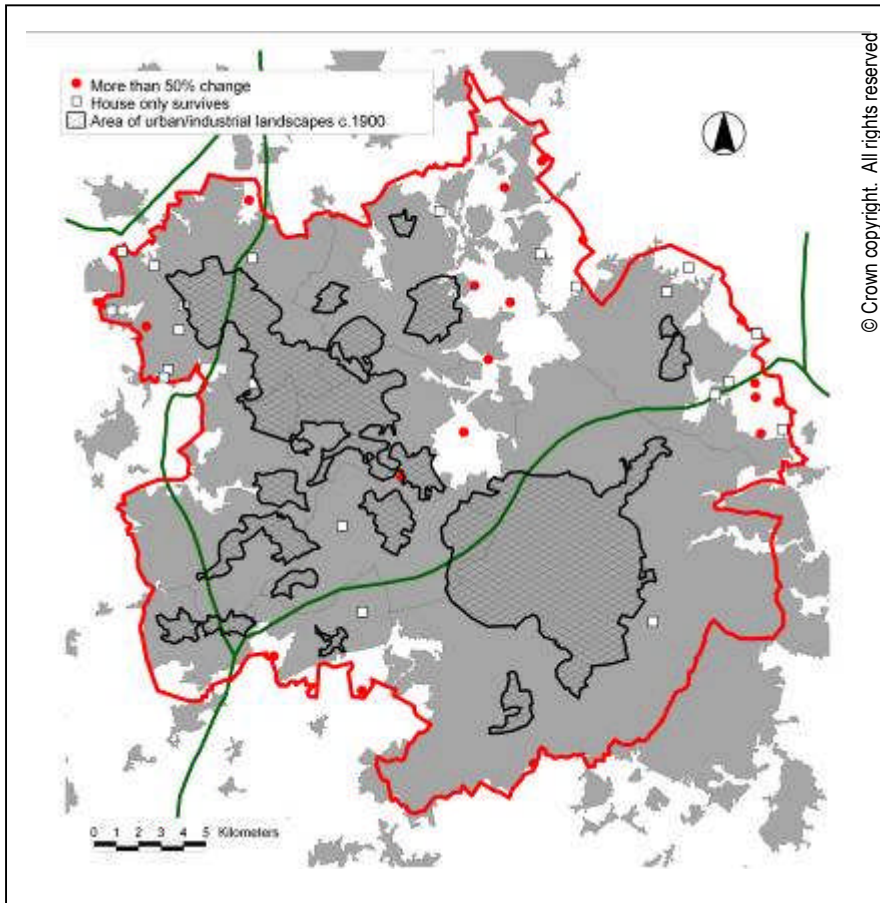 More than 50% change
House only survives
Area of urban/industrial landscapes c.1900
© Crown copyright. All rights reserved
0 1 2 3 4 5 Kilometers